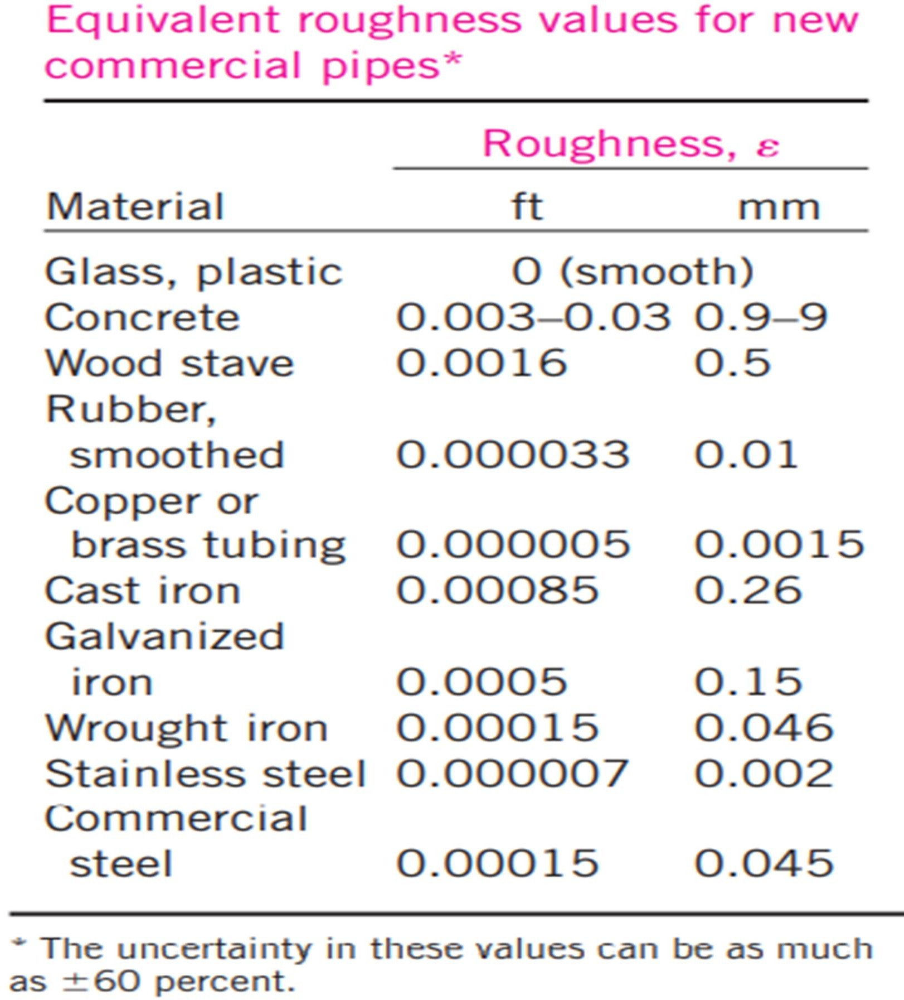 Equivalent roughness values for new
commercial pipes*
Roughness, ε
Material ft mm
Glass, plastic 0 (smooth)
Concrete 0.003–0.03 0.9–9
Wood stave 0.0016 0.5
Rubber,
smoothed 0.000033 0.01
Copper or
brass tubing 0.000005 0.0015
Cast iron 0.00085 0.26
Galvanized
iron 0.0005 0.15
Wrought iron 0.00015 0.046
Stainless steel 0.000007 0.002
Commercial
steel 0.00015 0.045
* The uncertainty in these values can be as much
as ±60 percent.